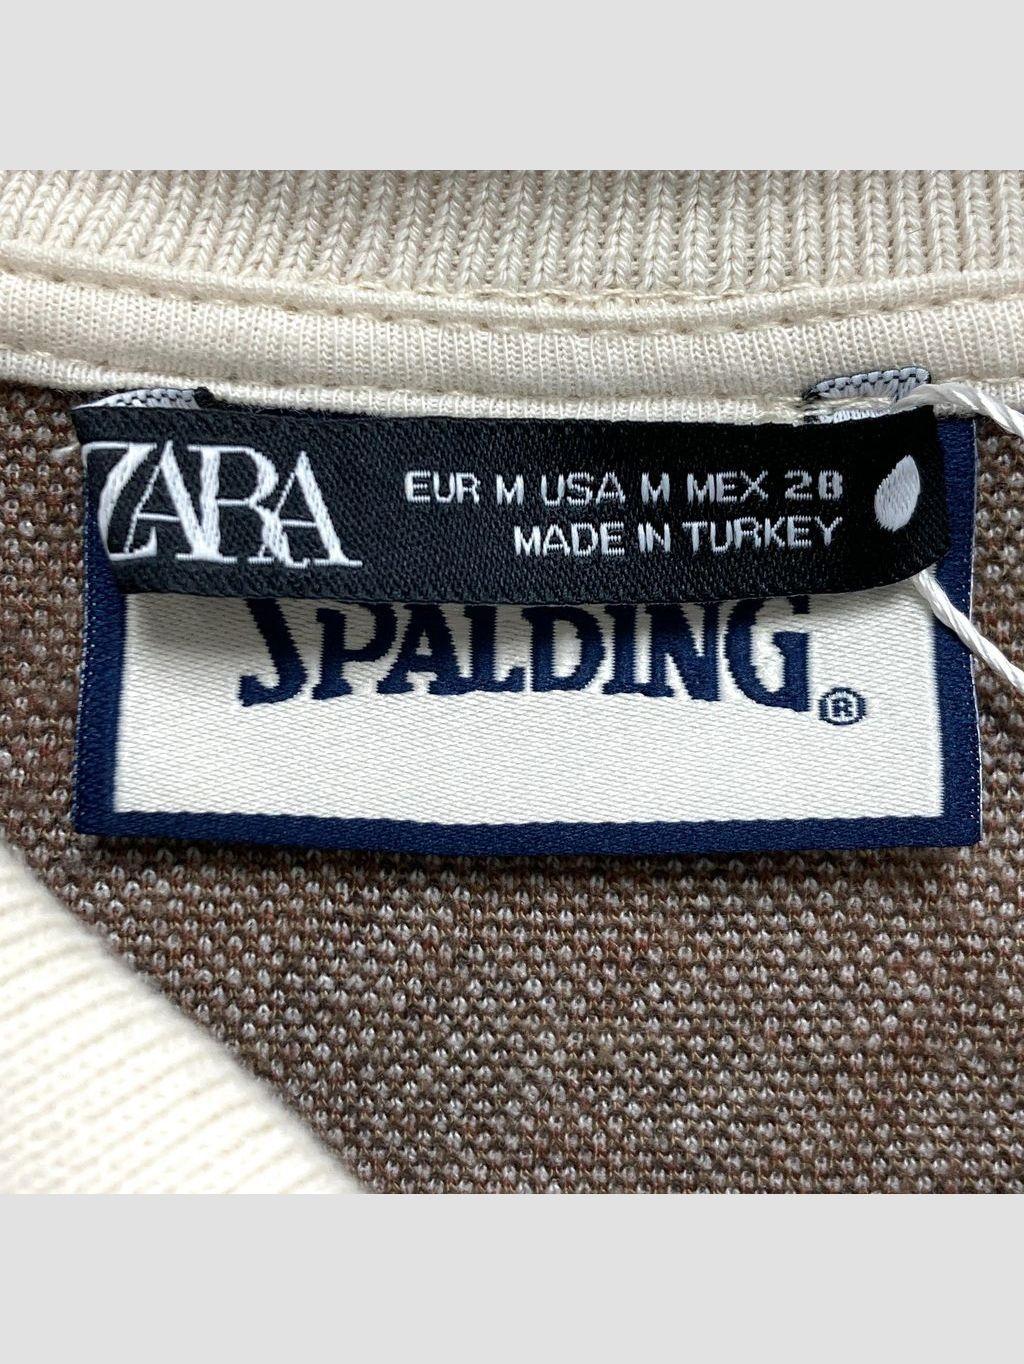 ZARA
EUR M USA M MEX 28
MADE IN TURKEY
SPALDING®